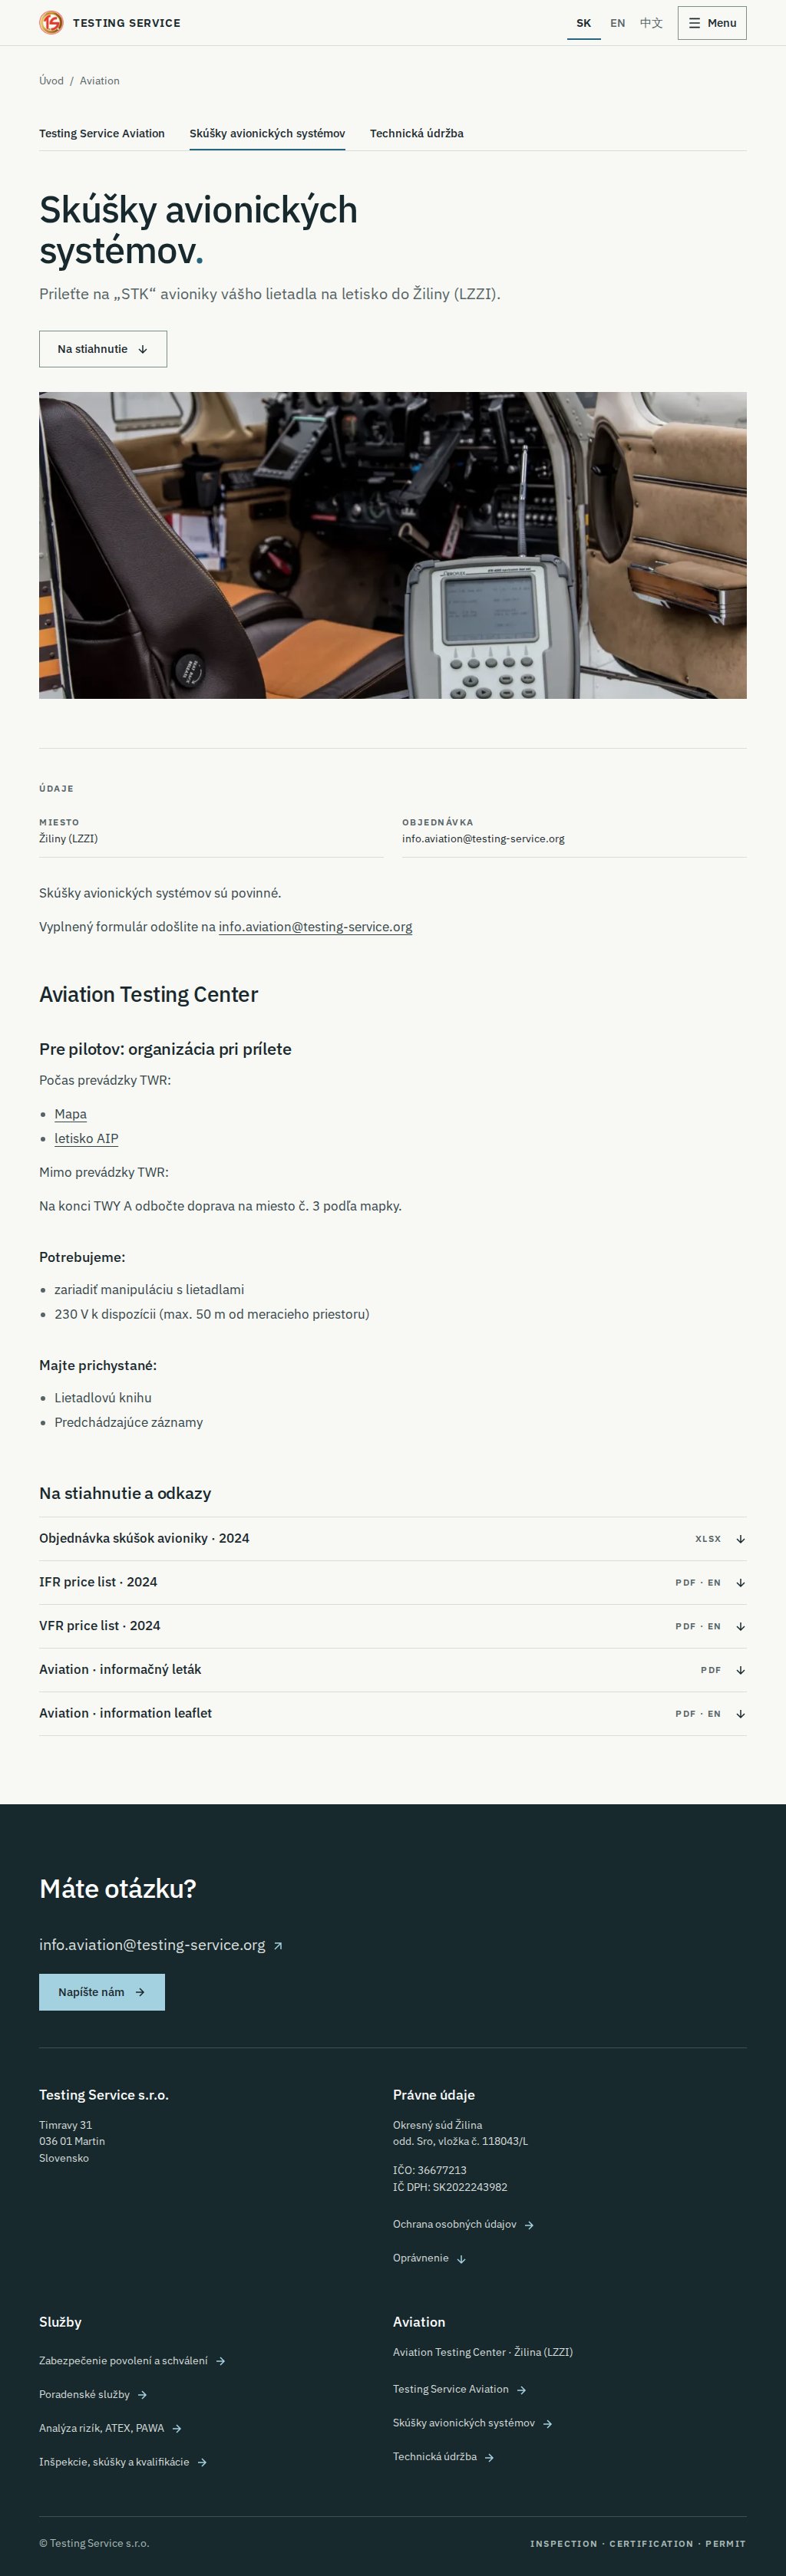 TESTING SERVICE
SK EN 中文 Menu
Úvod / Aviation
Testing Service Aviation Skúšky avionických systémov Technická údržba
Skúšky avionických
systémov.
Prileťte na „STK“ avioniky vášho lietadla na letisko do Žiliny (LZZI).
Na stiahnutie
ÚDAJE
MIESTO
Žiliny (LZZI)
OBJEDNÁVKA
info.aviation@testing-service.org
Skúšky avionických systémov sú povinné.
Vyplnený formulár odošlite na info.aviation@testing-service.org
Aviation Testing Center
Pre pilotov: organizácia pri prílete
Počas prevádzky TWR:
Mapa
letisko AIP
Mimo prevádzky TWR:
Na konci TWY A odbočte doprava na miesto č. 3 podľa mapky.
Potrebujeme:
zariadiť manipuláciu s lietadlami
230 V k dispozícii (max. 50 m od meracieho priestoru)
Majte prichystané:
Lietadlovú knihu
Predchádzajúce záznamy
Na stiahnutie a odkazy
Objednávka skúšok avioniky · 2024 XLSX
IFR price list · 2024 PDF · EN
VFR price list · 2024 PDF · EN
Aviation · informačný leták PDF
Aviation · information leaflet PDF · EN
Máte otázku?
info.aviation@testing-service.org
Napíšte nám
Testing Service s.r.o.
Timravy 31
036 01 Martin
Slovensko
Právne údaje
Okresný súd Žilina
odd. Sro, vložka č. 118043/L
IČO: 36677213
IČ DPH: SK2022243982
Ochrana osobných údajov
Oprávnenie
Služby
Zabezpečenie povolení a schválení
Poradenské služby
Analýza rizík, ATEX, PAWA
Inšpekcie, skúšky a kvalifikácie
Aviation
Aviation Testing Center · Žilina (LZZI)
Testing Service Aviation
Skúšky avionických systémov
Technická údržba
© Testing Service s.r.o. INSPECTION · CERTIFICATION · PERMIT